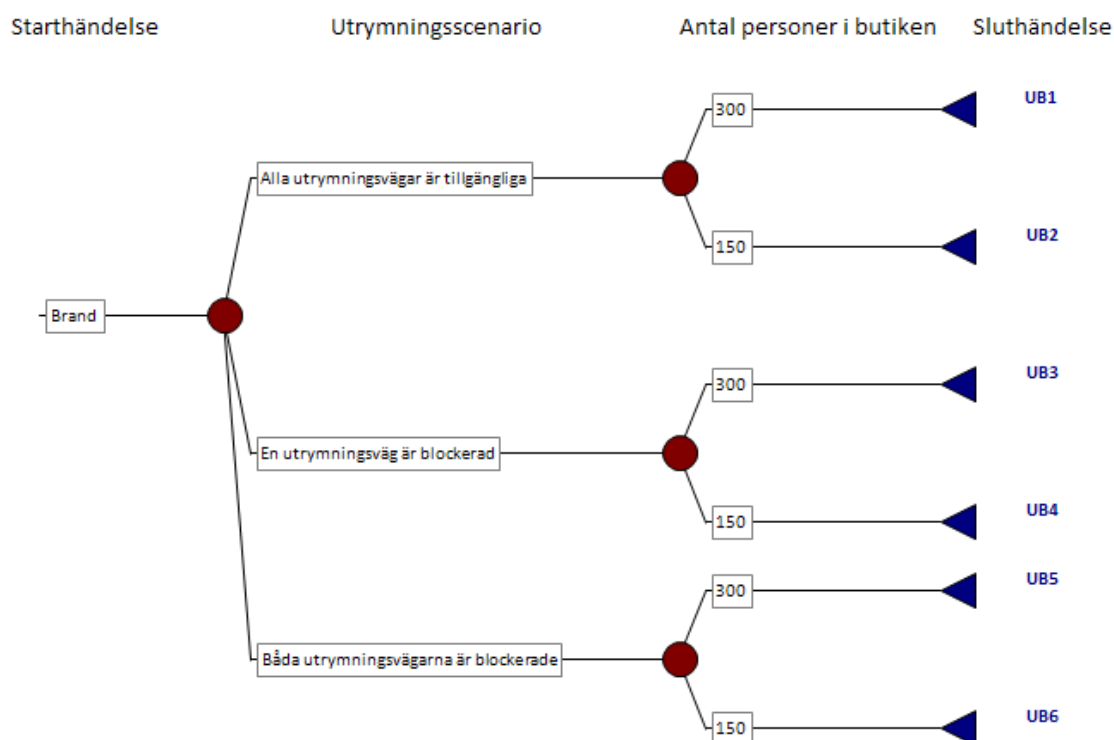 Starthändelse
Utrymningsscenario
Antal personer i butiken
Sluthändelse
300
UB1
Alla utrymningsvägar är tillgängliga
150
UB2
Brand
300
UB3
En utrymningsväg är blockerad
150
UB4
300
UB5
Båda utrymningsvägarna är blockerade
150
UB6